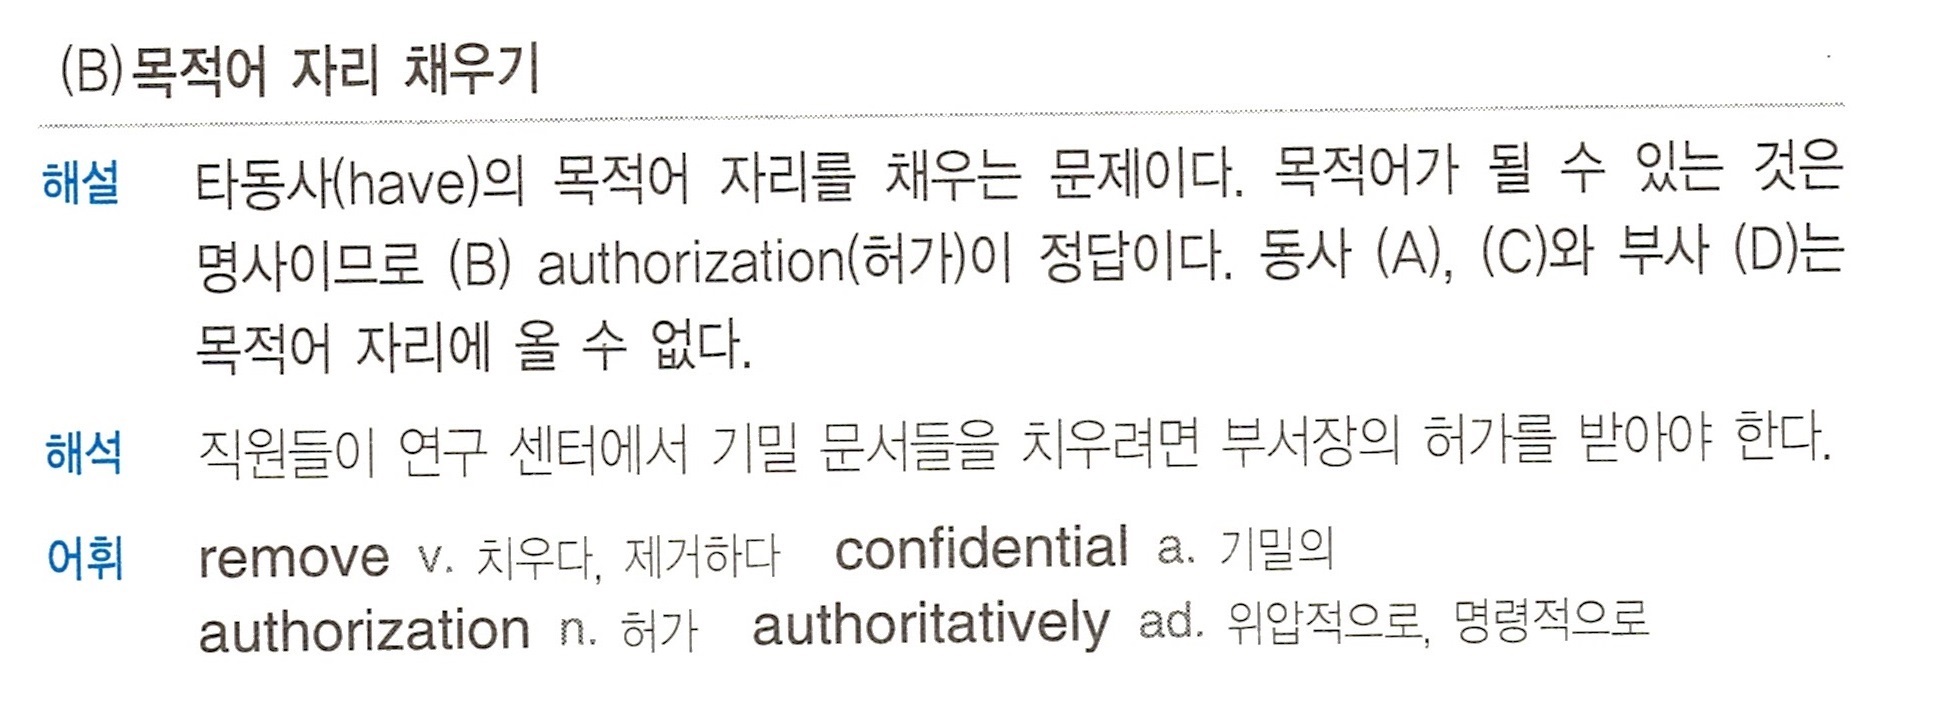 (B) 목적어 자리 채우기
해설 타동사(have)의 목적어 자리를 채우는 문제이다. 목적어가 될 수 있는 것은
명사이므로 (B) authorization(허가)이 정답이다. 동사 (A), (C)와 부사 (D)는
목적어 자리에 올 수 없다.
해석 직원들이 연구 센터에서 기밀 문서들을 치우려면 부서장의 허가를 받아야 한다.
어휘 remove v. 치우다, 제거하다 confidential a. 기밀의
authorization n. 허가 authoritatively ad. 위압적으로, 명령적으로